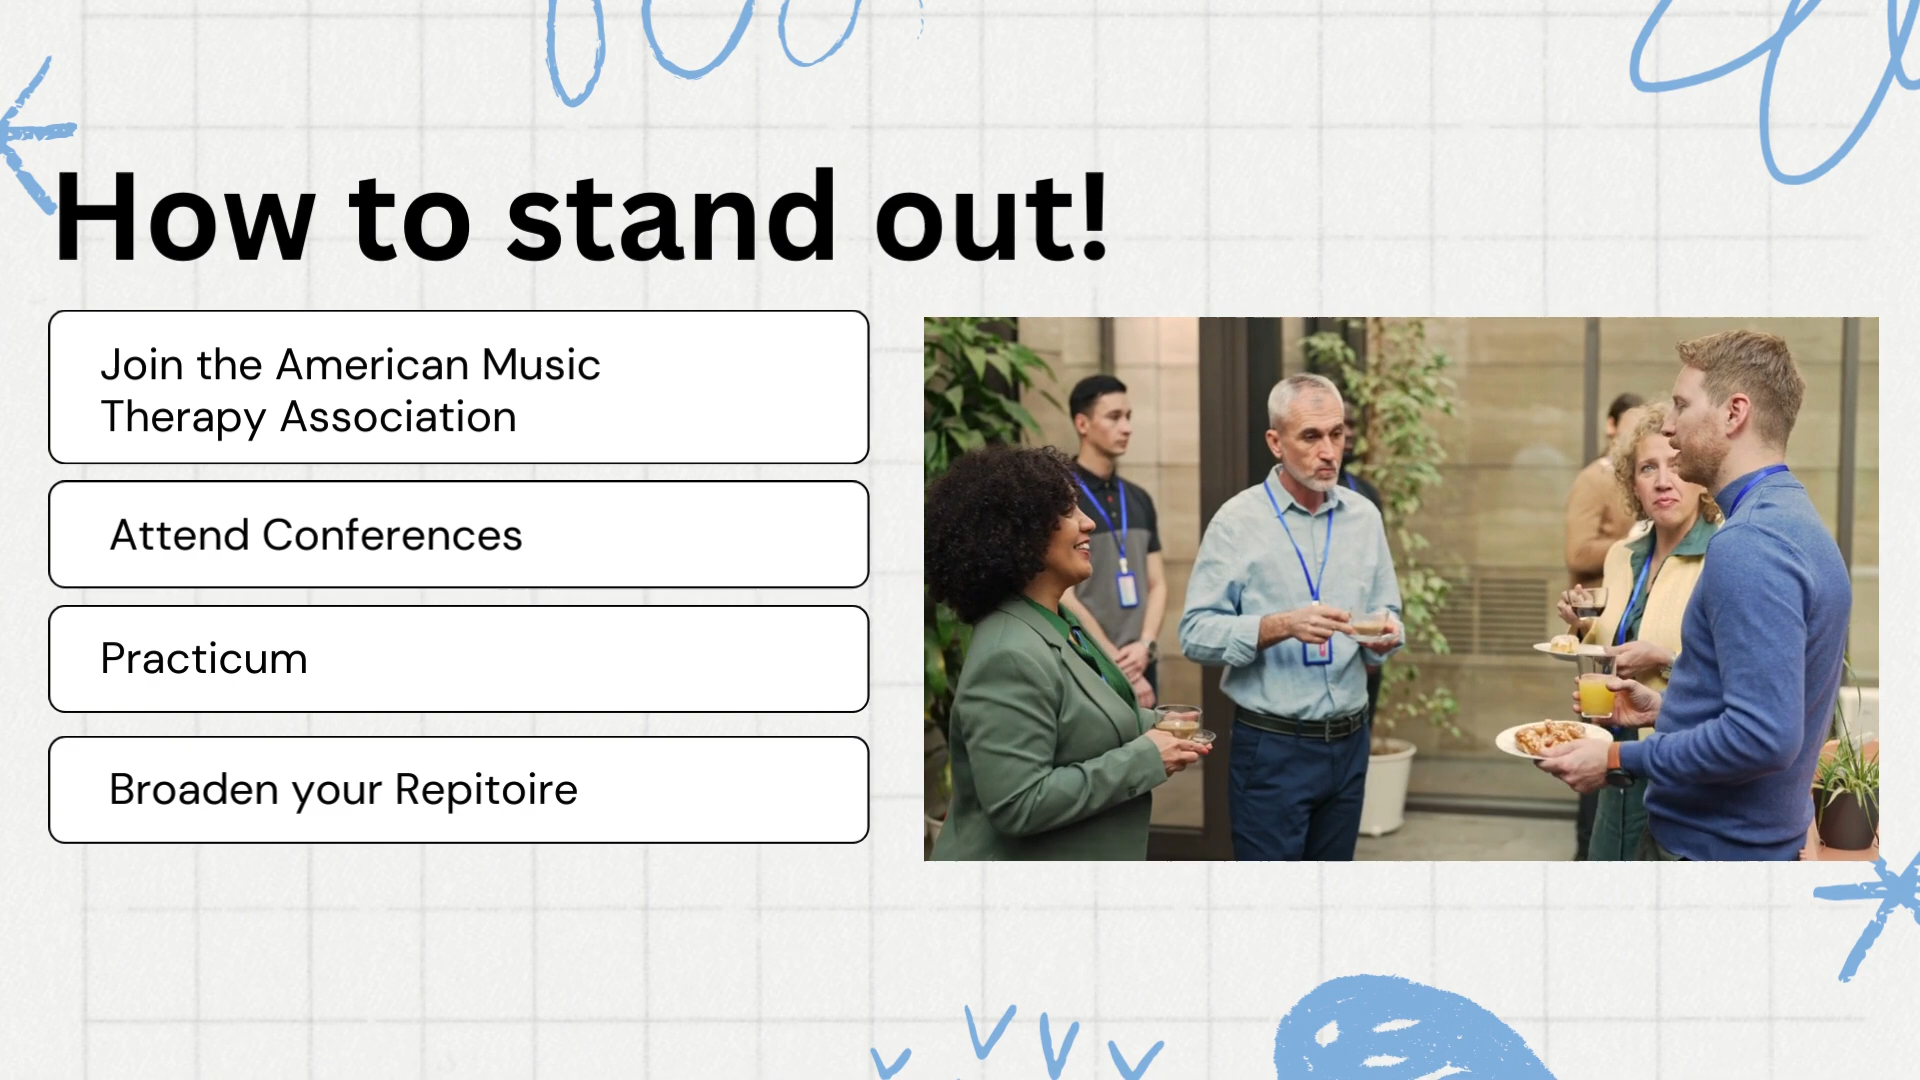 How to stand out!
Join the American Music
Therapy Association
Attend Conferences
Practicum
Broaden your Repitoire